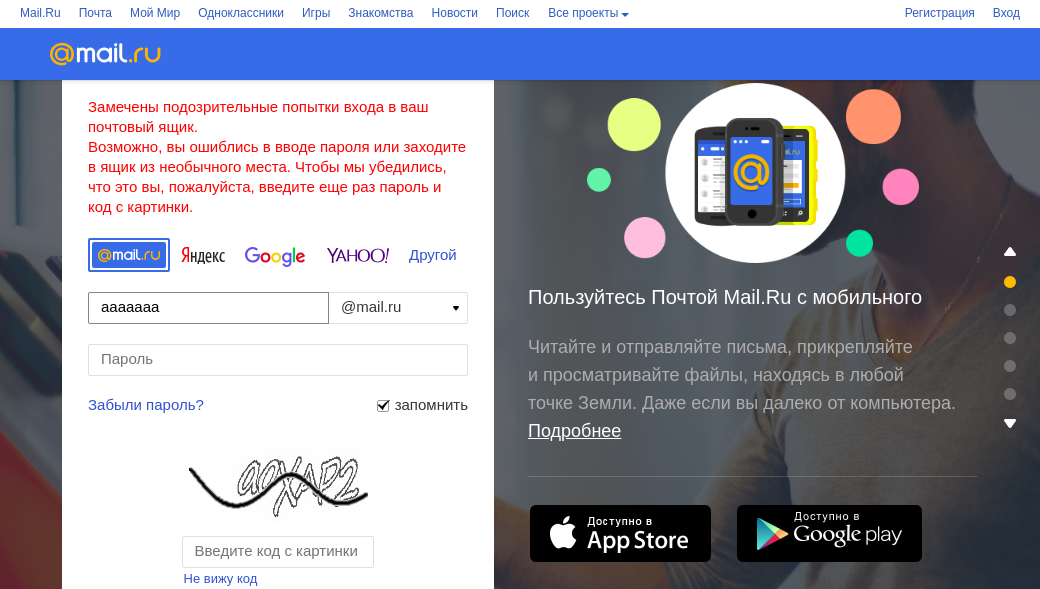 Mail.Ru Почта Мой Мир Одноклассники Игры Знакомства Новости Поиск Все проекты Регистрация Вход
@mail.ru
Замечены подозрительные попытки входа в ваш
почтовый ящик.
Возможно, вы ошиблись в вводе пароля или заходите
в ящик из необычного места. Чтобы мы убедились,
что это вы, пожалуйста, введите еще раз пароль и
код с картинки.
@mail.ru Яндекс Google YAHOO! Другой
aaaaaaa @mail.ru
Пароль
Забыли пароль? запомнить
Введите код с картинки
Не вижу код
@
Пользуйтесь Почтой Mail.Ru с мобильного
Читайте и отправляйте письма, прикрепляйте
и просматривайте файлы, находясь в любой
точке Земли. Даже если вы далеко от компьютера.
Подробнее
Доступно в
App Store
Доступно в
Google play